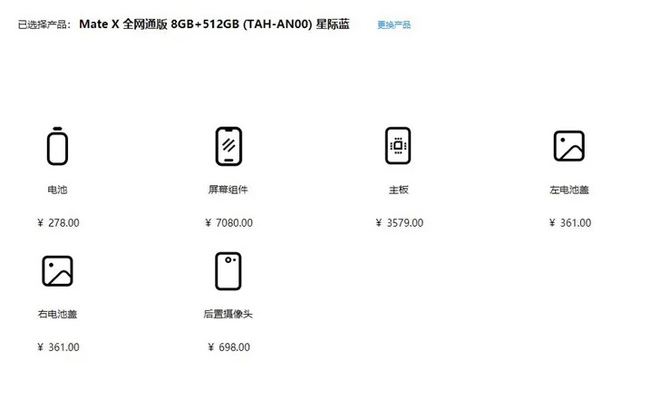 已选择产品： Mate X 全网通版 8GB+512GB (TAH-AN00) 星际蓝 更换产品
电池 屏幕组件 主板 左电池盖
¥ 278.00 ¥ 7080.00 ¥ 3579.00 ¥ 361.00
右电池盖 后置摄像头
¥ 361.00 ¥ 698.00